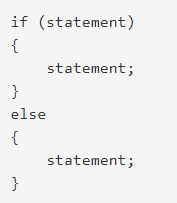 if (statement)
{
    statement;
}
else
{
    statement;
}